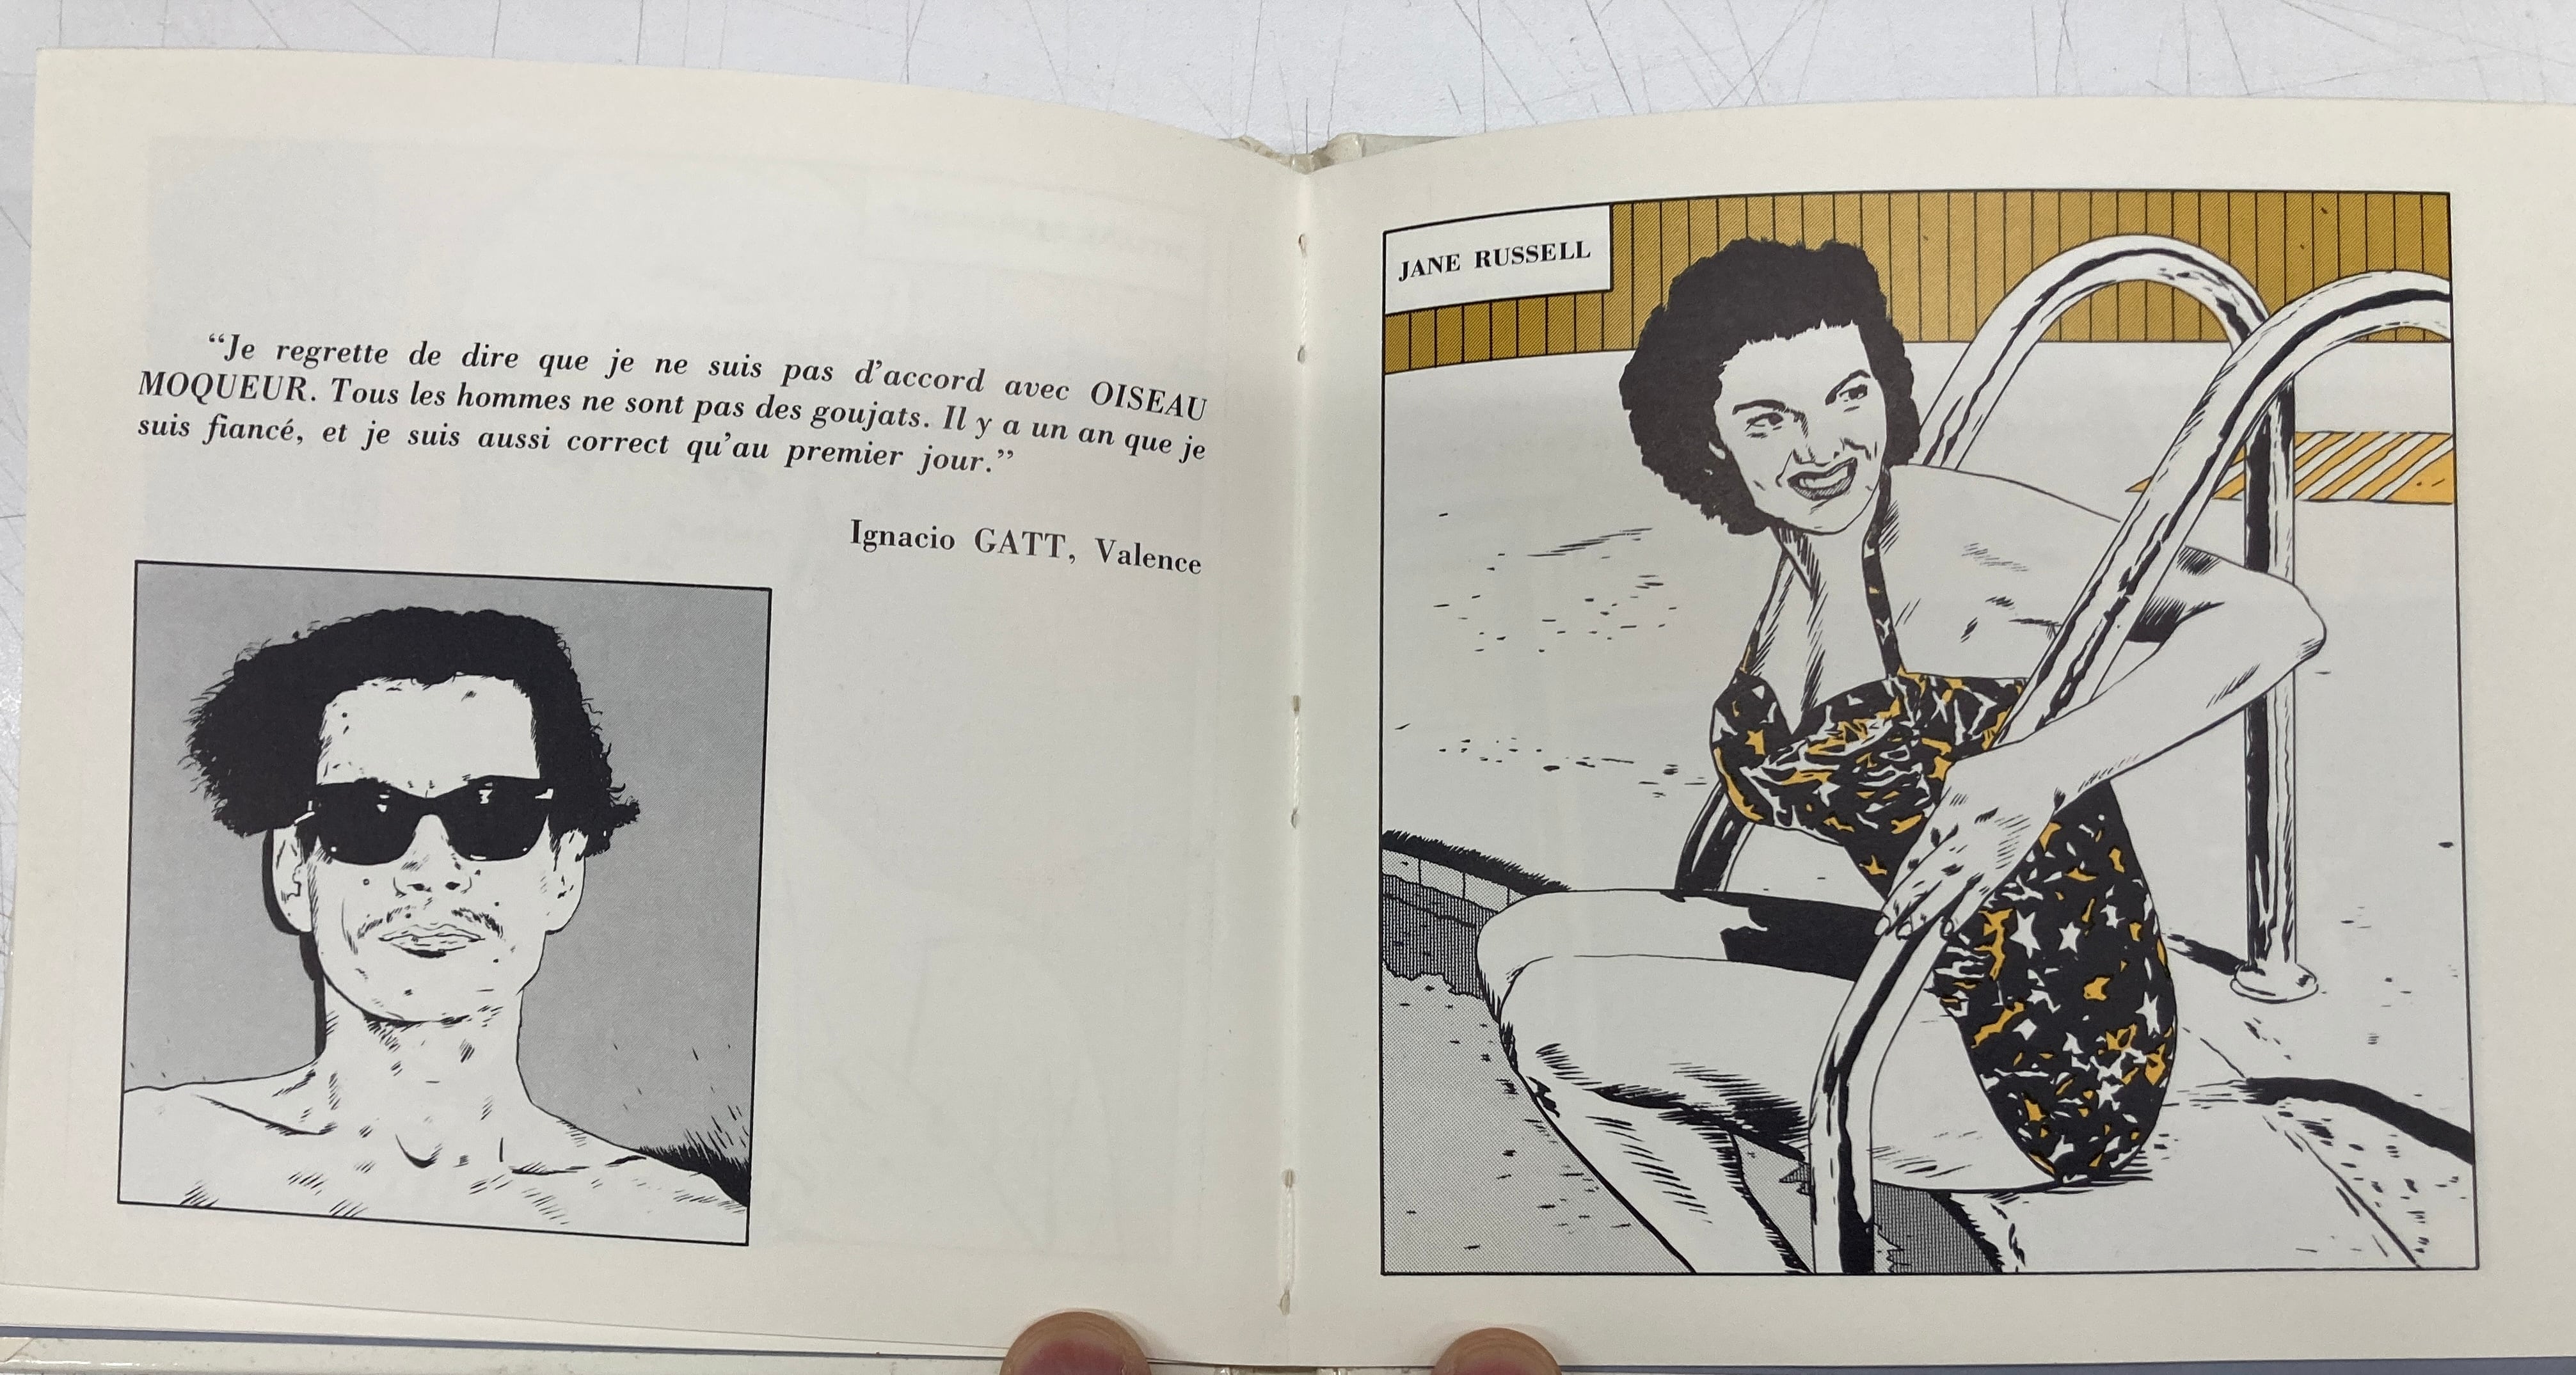 “Je regrette de dire que je ne suis pas d’accord avec OISEAU
MOQUEUR. Tous les hommes ne sont pas des goujats. Il y a un an que je
suis fiancé, et je suis aussi correct qu’au premier jour.”
Ignacio GATT, Valence
JANE RUSSELL